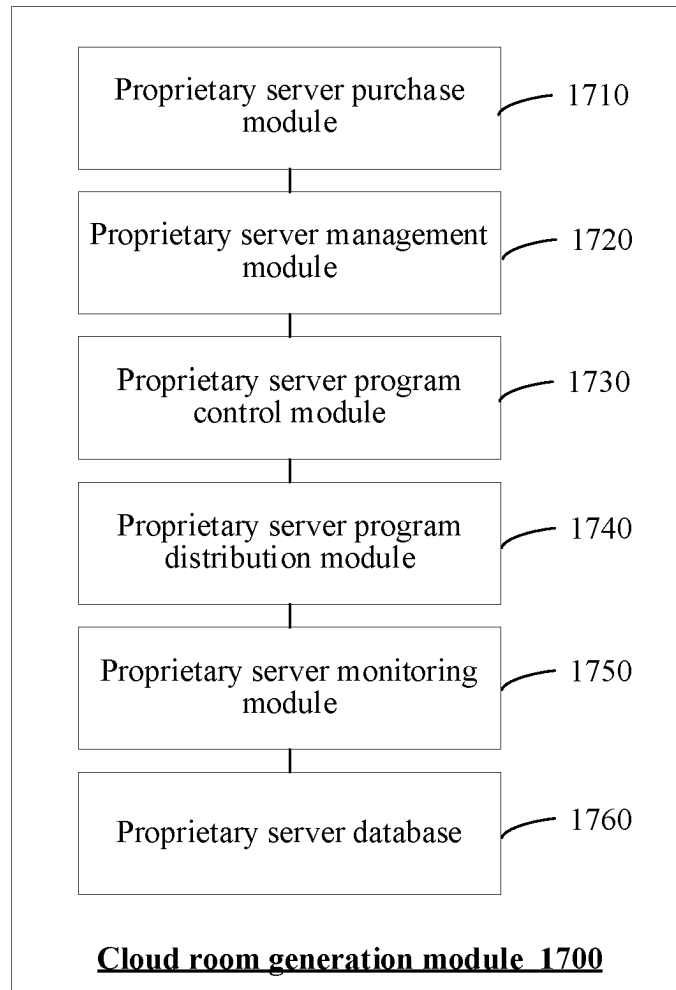 Proprietary server purchase
module
1710
Proprietary server management
module
1720
Proprietary server program
control module
1730
Proprietary server program
distribution module
1740
Proprietary server monitoring
module
1750
Proprietary server database
1760
Cloud room generation module 1700